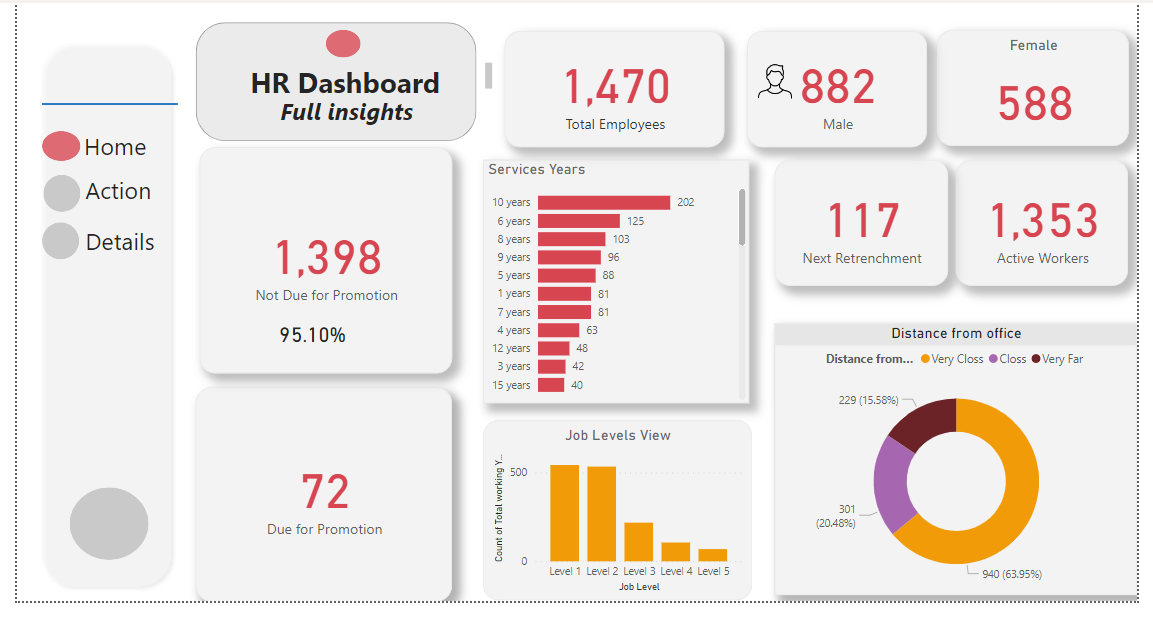 HR Dashboard
Full insights
Home
Action
Details
1,470
Total Employees
882
Male
Female
588
1,398
Not Due for Promotion
95.10%
72
Due for Promotion
Services Years
10 years 202
6 years 125
8 years 103
9 years 96
5 years 88
1 years 81
7 years 81
4 years 63
12 years 48
3 years 42
15 years 40
117
Next Retrenchment
1,353
Active Workers
Job Levels View
Count of Total working Y...
500
0
Level 1 Level 2 Level 3 Level 4 Level 5
Job Level
Distance from office
Distance from... Very Closs Closs Very Far
229 (15.58%)
301
(20.48%)
940 (63.95%)